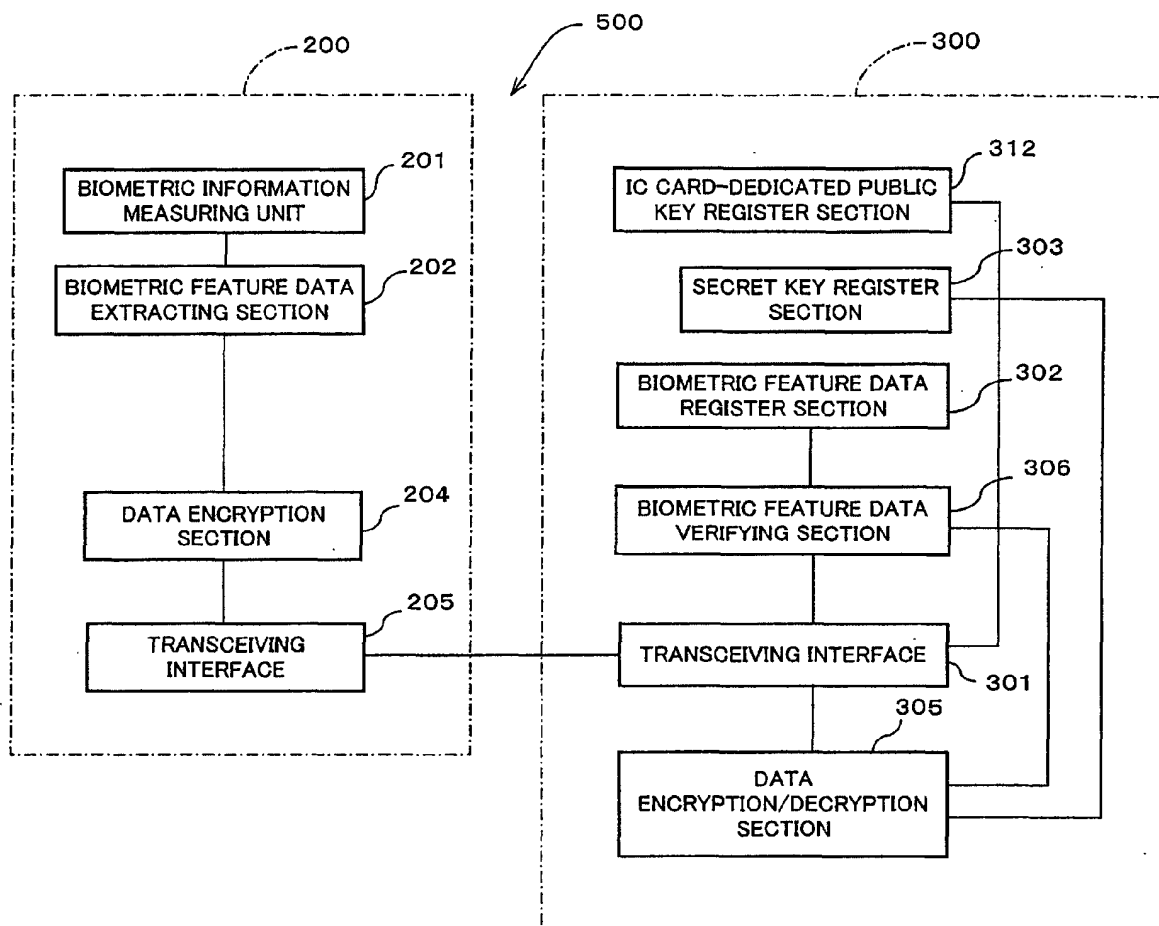 500
200
300
201
BIOMETRIC INFORMATION
MEASURING UNIT
202
BIOMETRIC FEATURE DATA
EXTRACTING SECTION
204
DATA ENCRYPTION
SECTION
205
TRANSCEIVING
INTERFACE
312
IC CARD-DEDICATED PUBLIC
KEY REGISTER SECTION
303
SECRET KEY REGISTER
SECTION
302
BIOMETRIC FEATURE DATA
REGISTER SECTION
306
BIOMETRIC FEATURE DATA
VERIFYING SECTION
TRANSCEIVING INTERFACE
301
305
DATA
ENCRYPTION/DECRYPTION
SECTION